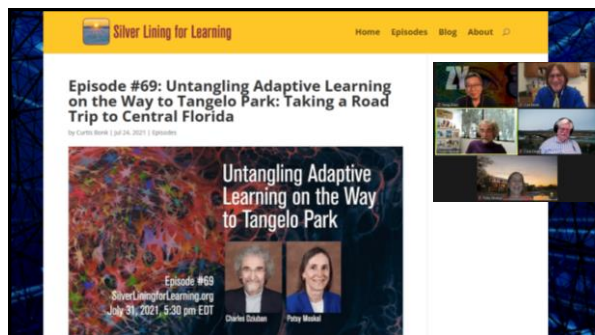 Silver Lining for Learning
Home Episodes Blog About
Episode #69: Untangling Adaptive Learning
on the Way to Tangelo Park: Taking a Road
Trip to Central Florida
by Curtis Bonk | Jul 24, 2021 | Episodes
Untangling Adaptive
Learning on the Way
to Tangelo Park
Episode #69
SilverLiningforLearning.org
July 31, 2021, 5:30 pm EDT
Charles Dziuban Patsy Moskal